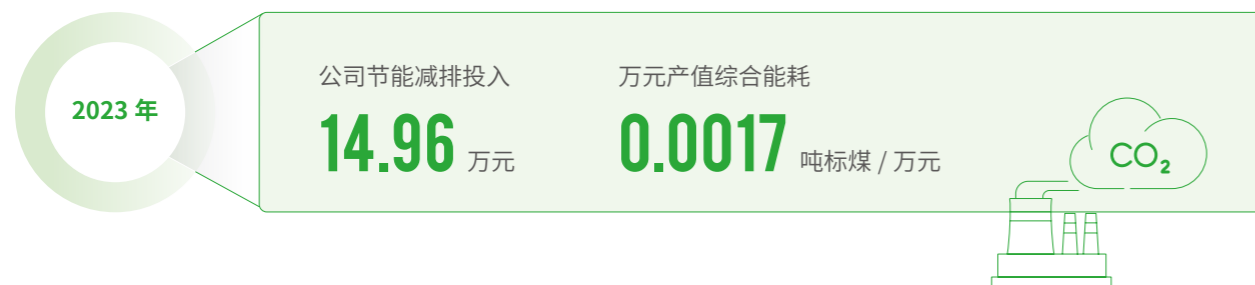 2023 年
公司节能减排投入
14.96 万元
万元产值综合能耗
0.0017 吨标煤 / 万元
CO₂